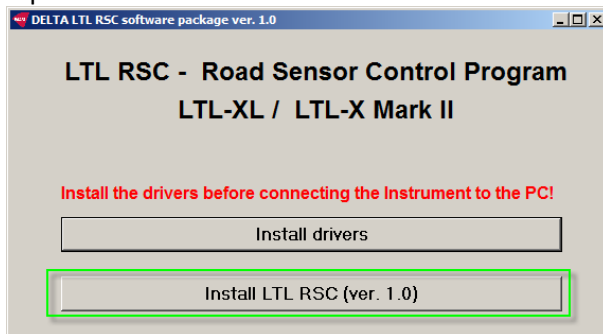 DELTA LTL RSC software package ver. 1.0
LTL RSC - Road Sensor Control Program
LTL-XL / LTL-X Mark II
Install the drivers before connecting the Instrument to the PC!
Install drivers
Install LTL RSC (ver. 1.0)